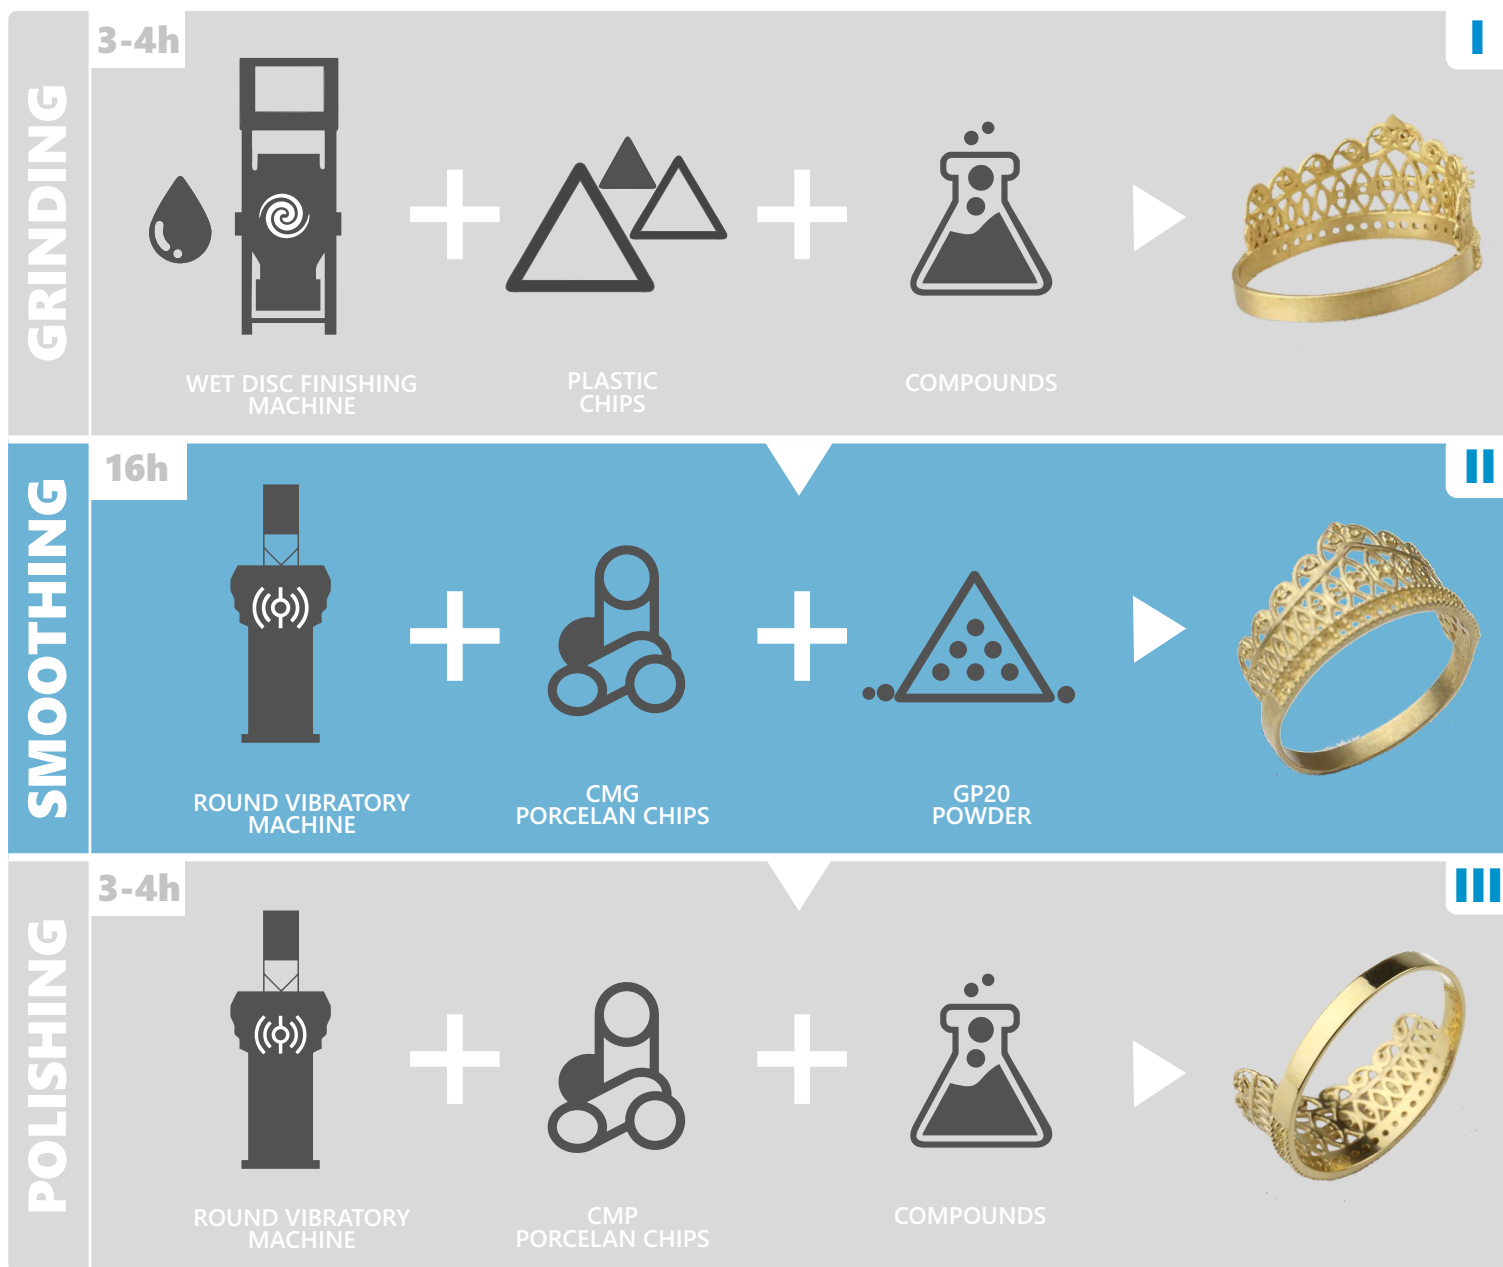 3-4h
I
GRINDING
WET DISC FINISHING
MACHINE
PLASTIC
CHIPS
COMPOUNDS
16h
II
SMOOTHING
ROUND VIBRATORY
MACHINE
CMG
PORCELAN CHIPS
GP20
POWDER
3-4h
III
POLISHING
ROUND VIBRATORY
MACHINE
CMP
PORCELAN CHIPS
COMPOUNDS